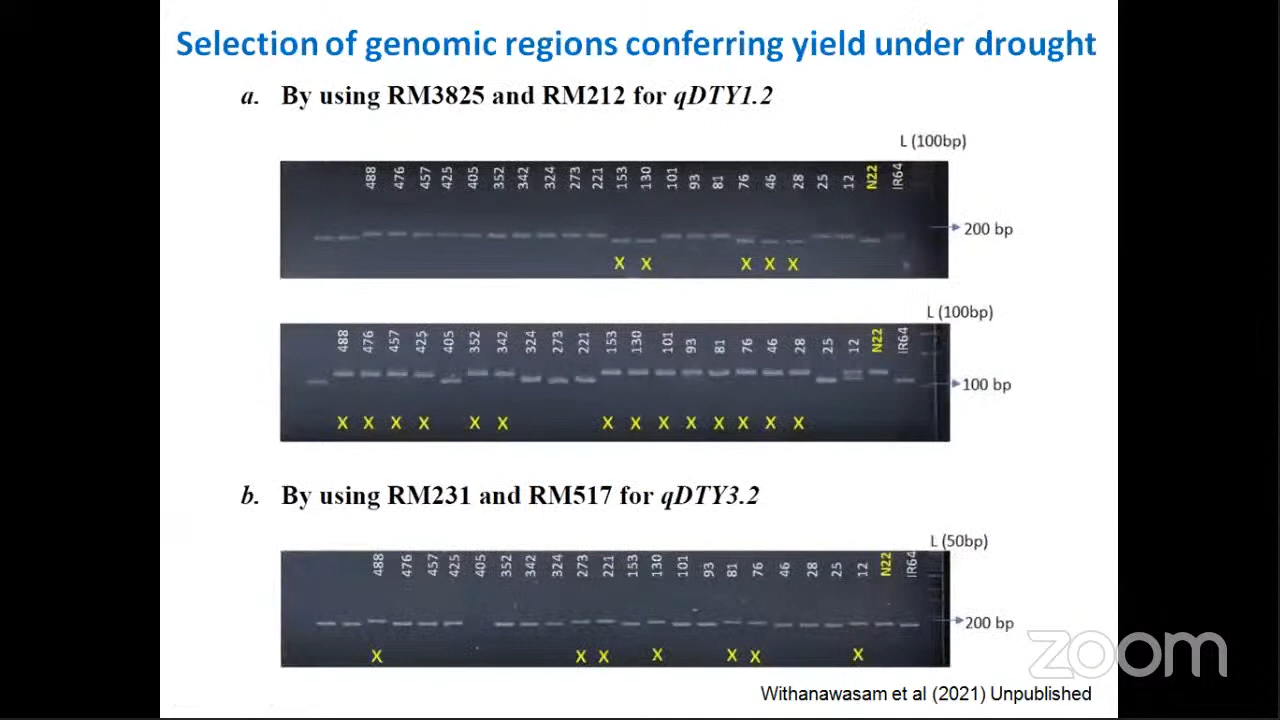 Selection of genomic regions conferring yield under drought
a. By using RM3825 and RM212 for qDTY1.2
L (100bp)
488 476 457 425 405 352 342 324 273 221 153 130 101 93 81 76 46 28 25 12 N22 IR64
200 bp
X X X X X
L (100bp)
488 476 457 425 405 352 342 324 273 221 153 130 101 93 81 76 46 28 25 12 N22 IR64
100 bp
X X X X X X X X X X X X X X
b. By using RM231 and RM517 for qDTY3.2
L (50bp)
488 476 457 425 405 352 342 324 273 221 153 130 101 93 81 76 46 28 25 12 N22 IR64
200 bp
X X X X X X X
zoom
Withanawasam et al (2021) Unpublished